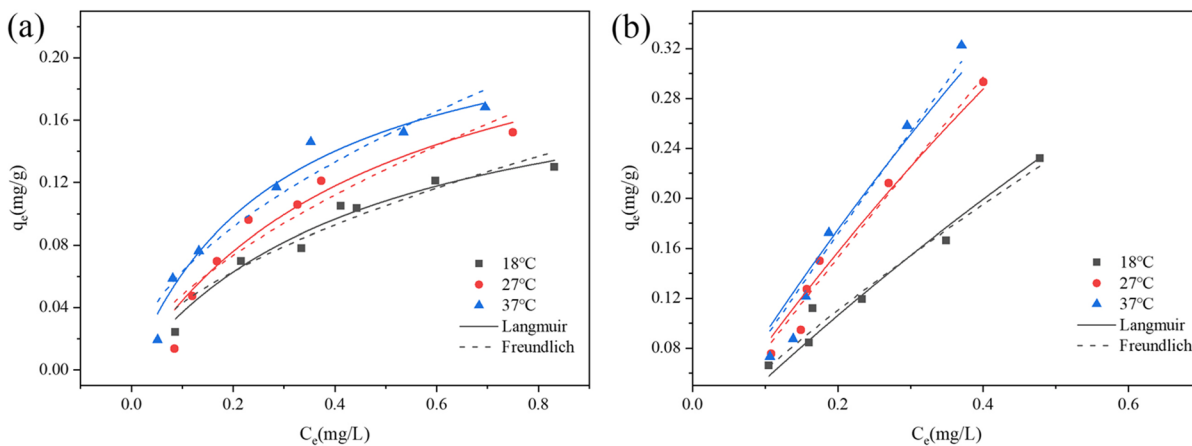 (a)
0.20
0.16
0.12
0.08
0.04
0.00
qₑ(mg/g)
18°C
27°C
37°C
Langmuir
Freundlich
0.0 0.2 0.4 0.6 0.8
Cₑ(mg/L)
(b)
0.32
0.28
0.24
0.20
0.16
0.12
0.08
qₑ(mg/g)
18°C
27°C
37°C
Langmuir
Freundlich
0.0 0.2 0.4 0.6
Cₑ(mg/L)